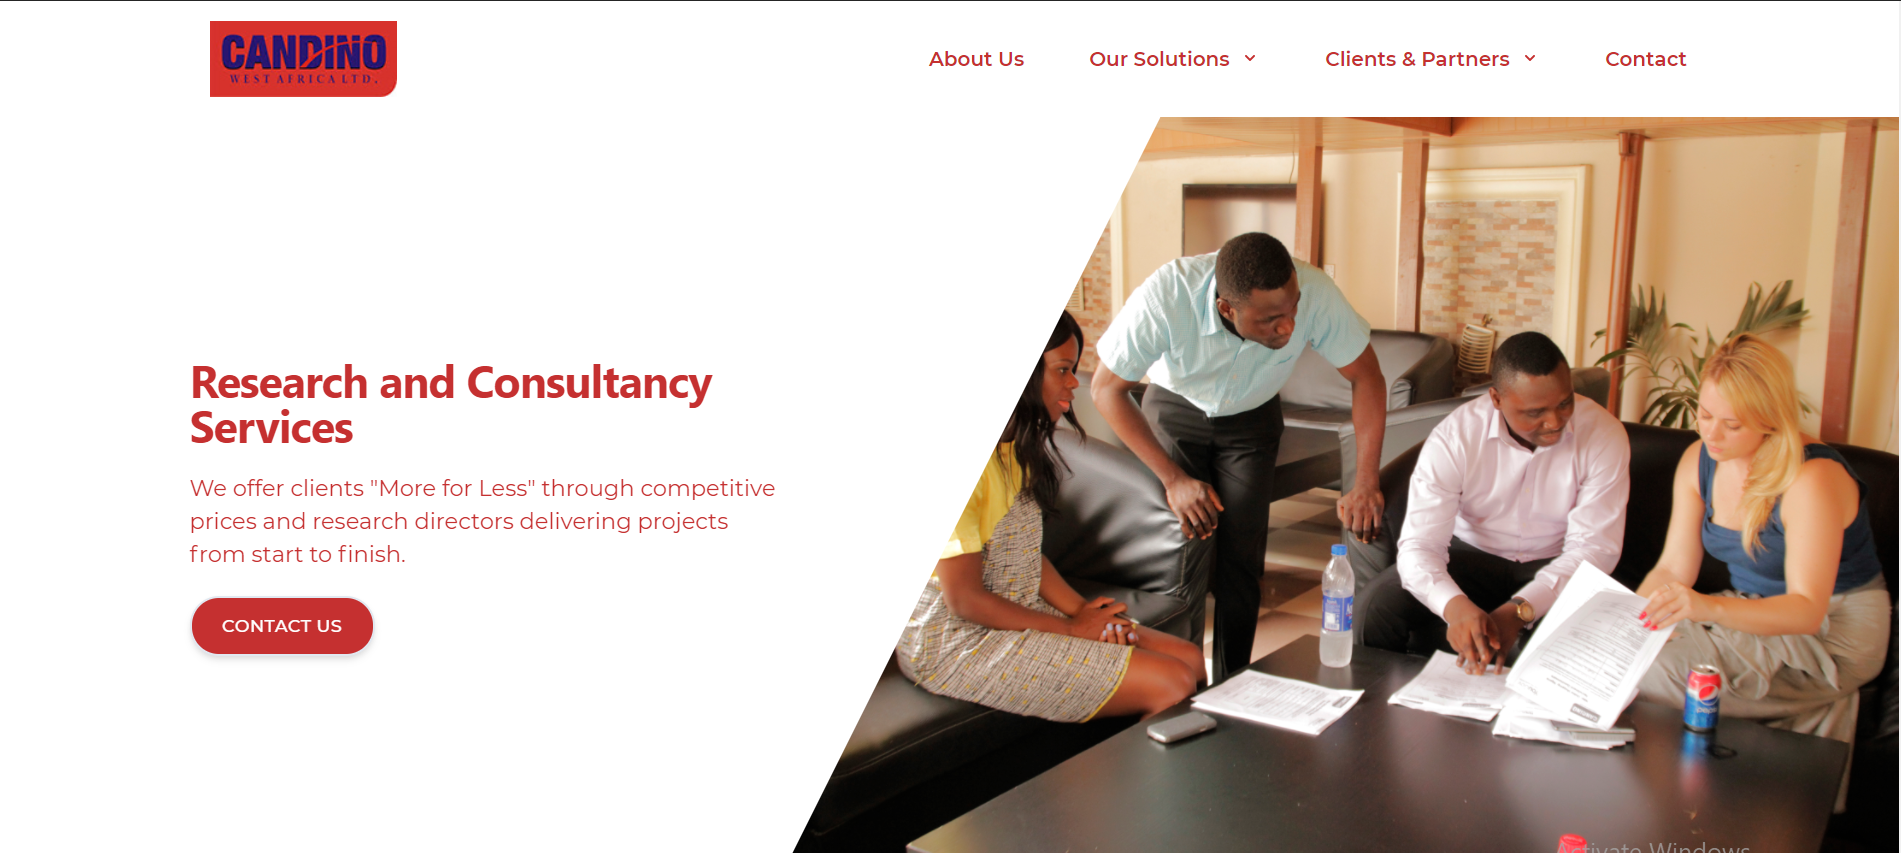 CANDINO
WEST AFRICA LTD.
About Us
Our Solutions
Clients & Partners
Contact
Research and Consultancy
Services
We offer clients "More for Less" through competitive
prices and research directors delivering projects
from start to finish.
CONTACT US
pepsi
Activate Windows